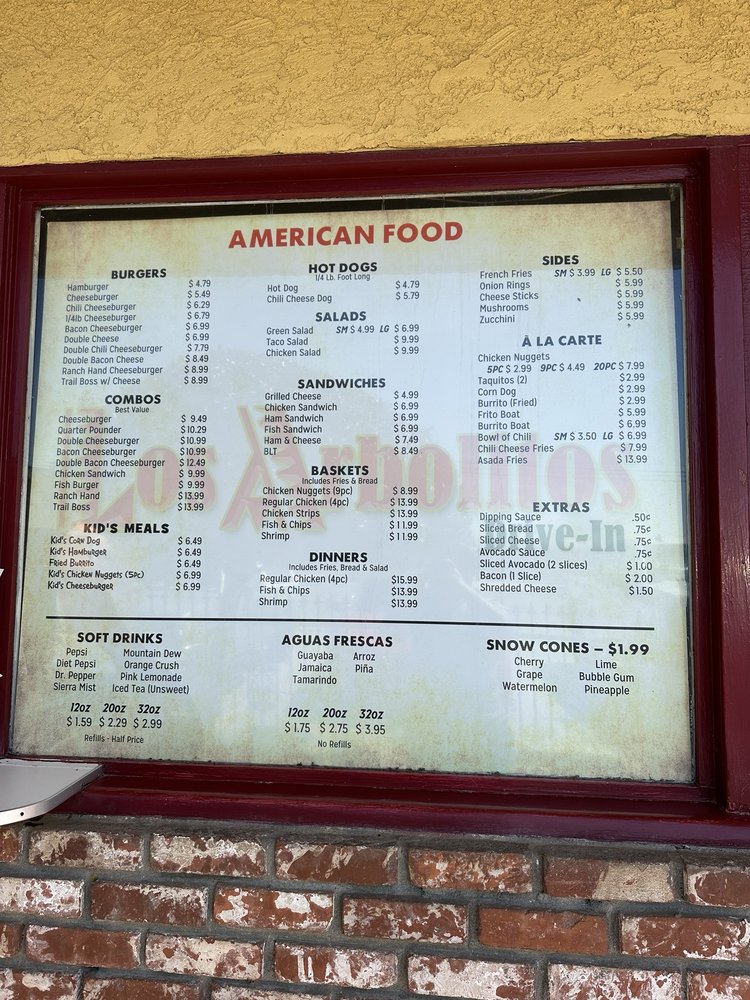 AMERICAN FOOD
BURGERS
Hamburger $ 4.79
Cheeseburger $ 5.49
Chili Cheeseburger $ 6.29
1/4lb Cheeseburger $ 6.79
Bacon Cheeseburger $ 6.99
Double Cheese $ 6.99
Double Chili Cheeseburger $ 7.79
Double Bacon Cheese $ 8.49
Ranch Hand Cheeseburger $ 8.99
Trail Boss w/ Cheese $ 8.99
COMBOS
Best Value
Cheeseburger $ 9.49
Quarter Pounder $10.29
Double Cheeseburger $10.99
Bacon Cheeseburger $10.99
Double Bacon Cheeseburger $ 12.49
Chicken Sandwich $ 9.99
Fish Burger $ 9.99
Ranch Hand $13.99
Trail Boss $13.99
KID'S MEALS
Kid's Corn Dog $ 6.49
Kid's Hamburger $ 6.49
Fried Burrito $ 6.49
Kid's Chicken Nuggets (5pc) $ 6.99
Kid's Cheeseburger $ 6.99
HOT DOGS
1/4 Lb. Foot Long
Hot Dog $ 4.79
Chili Cheese Dog $ 5.79
SALADS
Green Salad SM $ 4.99 LG $ 6.99
Taco Salad $ 9.99
Chicken Salad $ 9.99
SANDWICHES
Grilled Cheese $ 4.99
Chicken Sandwich $ 6.99
Ham Sandwich $ 6.99
Fish Sandwich $ 6.99
Ham & Cheese $ 7.49
BLT $ 8.49
BASKETS
Includes Fries & Bread
Chicken Nuggets (9pc) $ 8.99
Regular Chicken (4pc) $ 13.99
Chicken Strips $ 13.99
Fish & Chips $ 11.99
Shrimp $ 11.99
DINNERS
Includes Fries, Bread & Salad
Regular Chicken (4pc) $15.99
Fish & Chips $13.99
Shrimp $13.99
SIDES
French Fries SM $ 3.99 LG $ 5.50
Onion Rings $ 5.99
Cheese Sticks $ 5.99
Mushrooms $ 5.99
Zucchini $ 5.99
À LA CARTE
Chicken Nuggets
5PC $ 2.99 9PC $ 4.49 20PC $ 7.99
Taquitos (2) $2.99
Corn Dog $ 2.99
Burrito (Fried) $ 2.99
Frito Boat $ 5.99
Burrito Boat $ 6.99
Bowl of Chili SM $ 3.50 LG $ 6.99
Chili Cheese Fries $ 7.99
Asada Fries $ 13.99
Los Arbolitos
Drive-In
EXTRAS
Dipping Sauce .50¢
Sliced Bread .75¢
Sliced Cheese .75¢
Avocado Sauce .75¢
Sliced Avocado (2 slices) $ 1.00
Bacon (1 Slice) $ 2.00
Shredded Cheese $1.50
SOFT DRINKS
Pepsi Mountain Dew
Diet Pepsi Orange Crush
Dr. Pepper Pink Lemonade
Sierra Mist Iced Tea (Unsweet)
12oz 20oz 32oz
$ 1.59 $ 2.29 $ 2.99
Refills - Half Price
AGUAS FRESCAS
Guayaba Arroz
Jamaica Piña
Tamarindo
12oz 20oz 32oz
$ 1.75 $ 2.75 $ 3.95
No Refills
SNOW CONES – $1.99
Cherry Lime
Grape Bubble Gum
Watermelon Pineapple